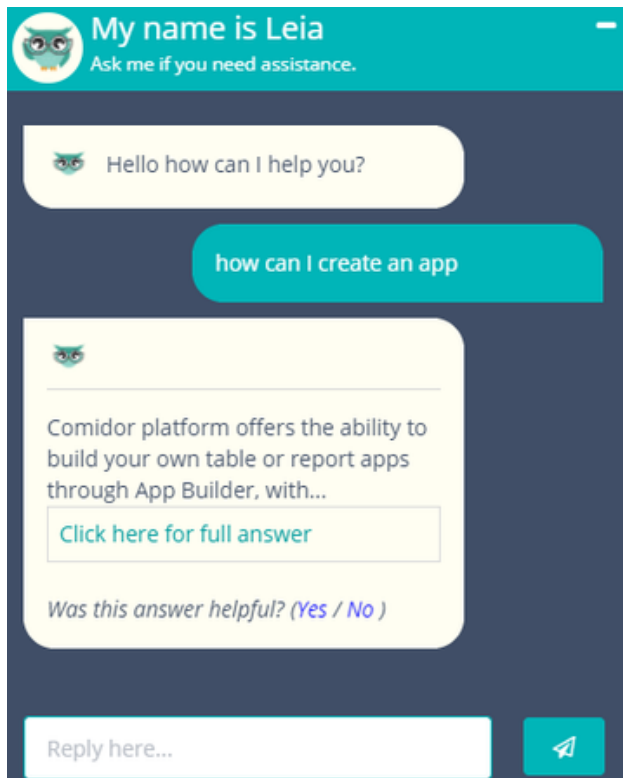 My name is Leia
Ask me if you need assistance.
Hello how can I help you?
how can I create an app
Comidor platform offers the ability to
build your own table or report apps
through App Builder, with...
Click here for full answer
Was this answer helpful? (Yes / No )
Reply here...